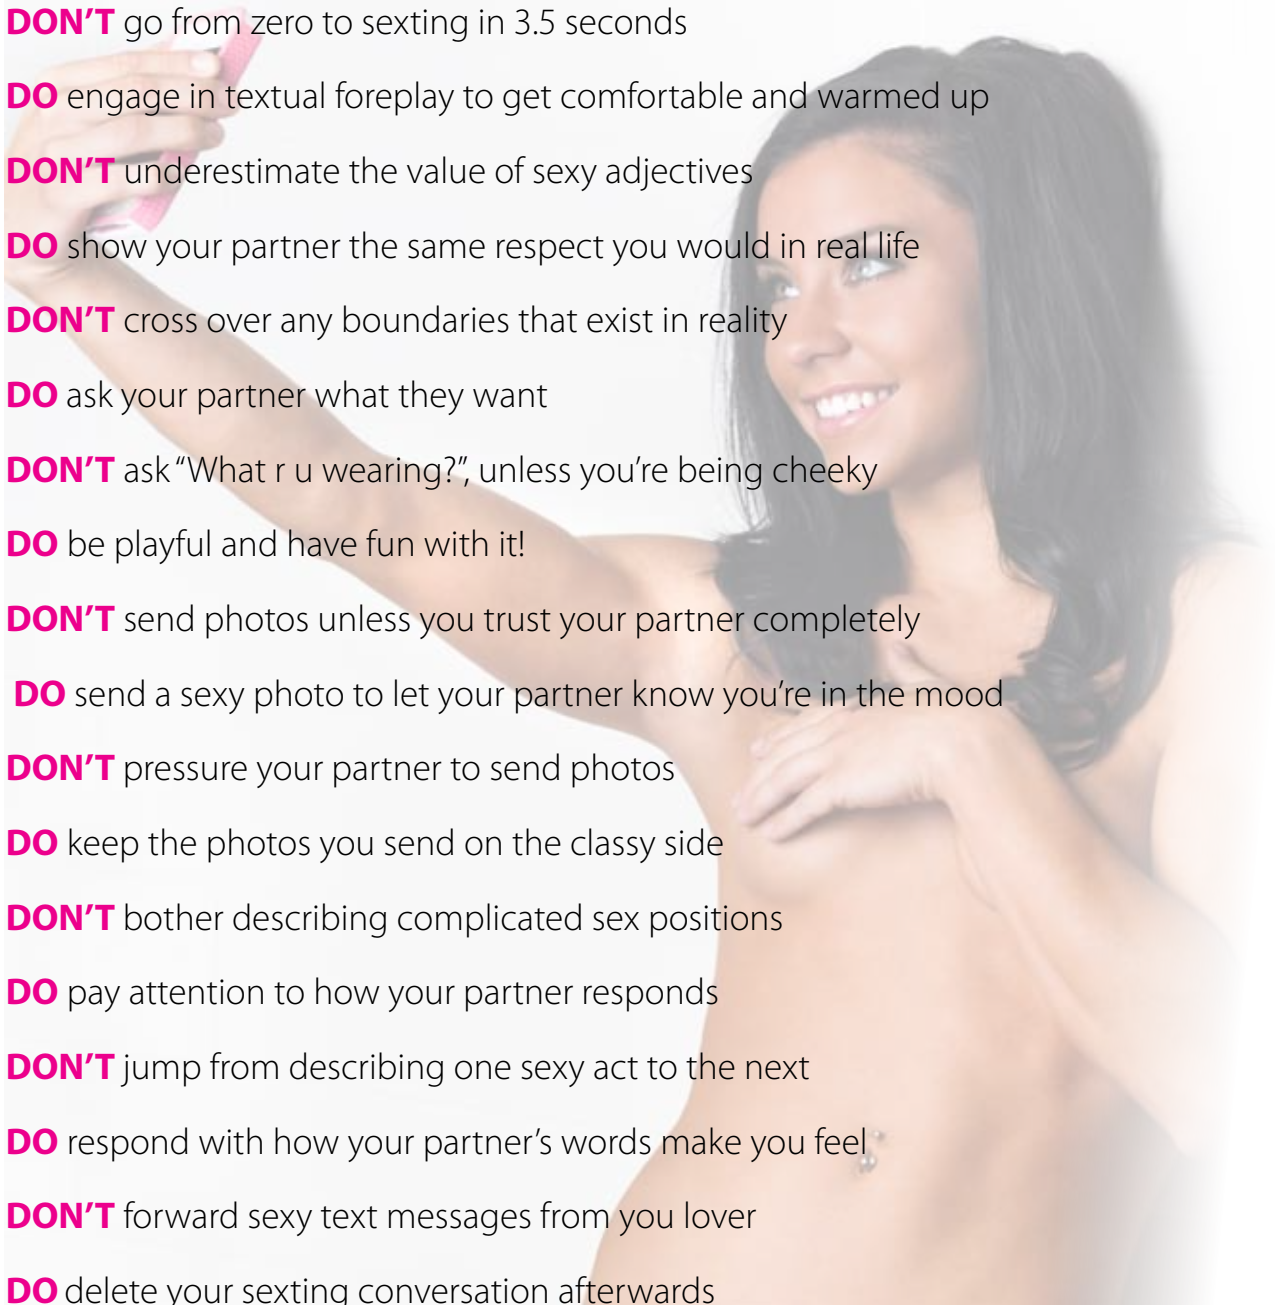 DON'T go from zero to sexting in 3.5 seconds
DO engage in textual foreplay to get comfortable and warmed up
DON'T underestimate the value of sexy adjectives
DO show your partner the same respect you would in real life
DON'T cross over any boundaries that exist in reality
DO ask your partner what they want
DON'T ask “What r u wearing?”, unless you're being cheeky
DO be playful and have fun with it!
DON'T send photos unless you trust your partner completely
DO send a sexy photo to let your partner know you're in the mood
DON'T pressure your partner to send photos
DO keep the photos you send on the classy side
DON'T bother describing complicated sex positions
DO pay attention to how your partner responds
DON'T jump from describing one sexy act to the next
DO respond with how your partner's words make you feel
DON'T forward sexy text messages from you lover
DO delete your sexting conversation afterwards